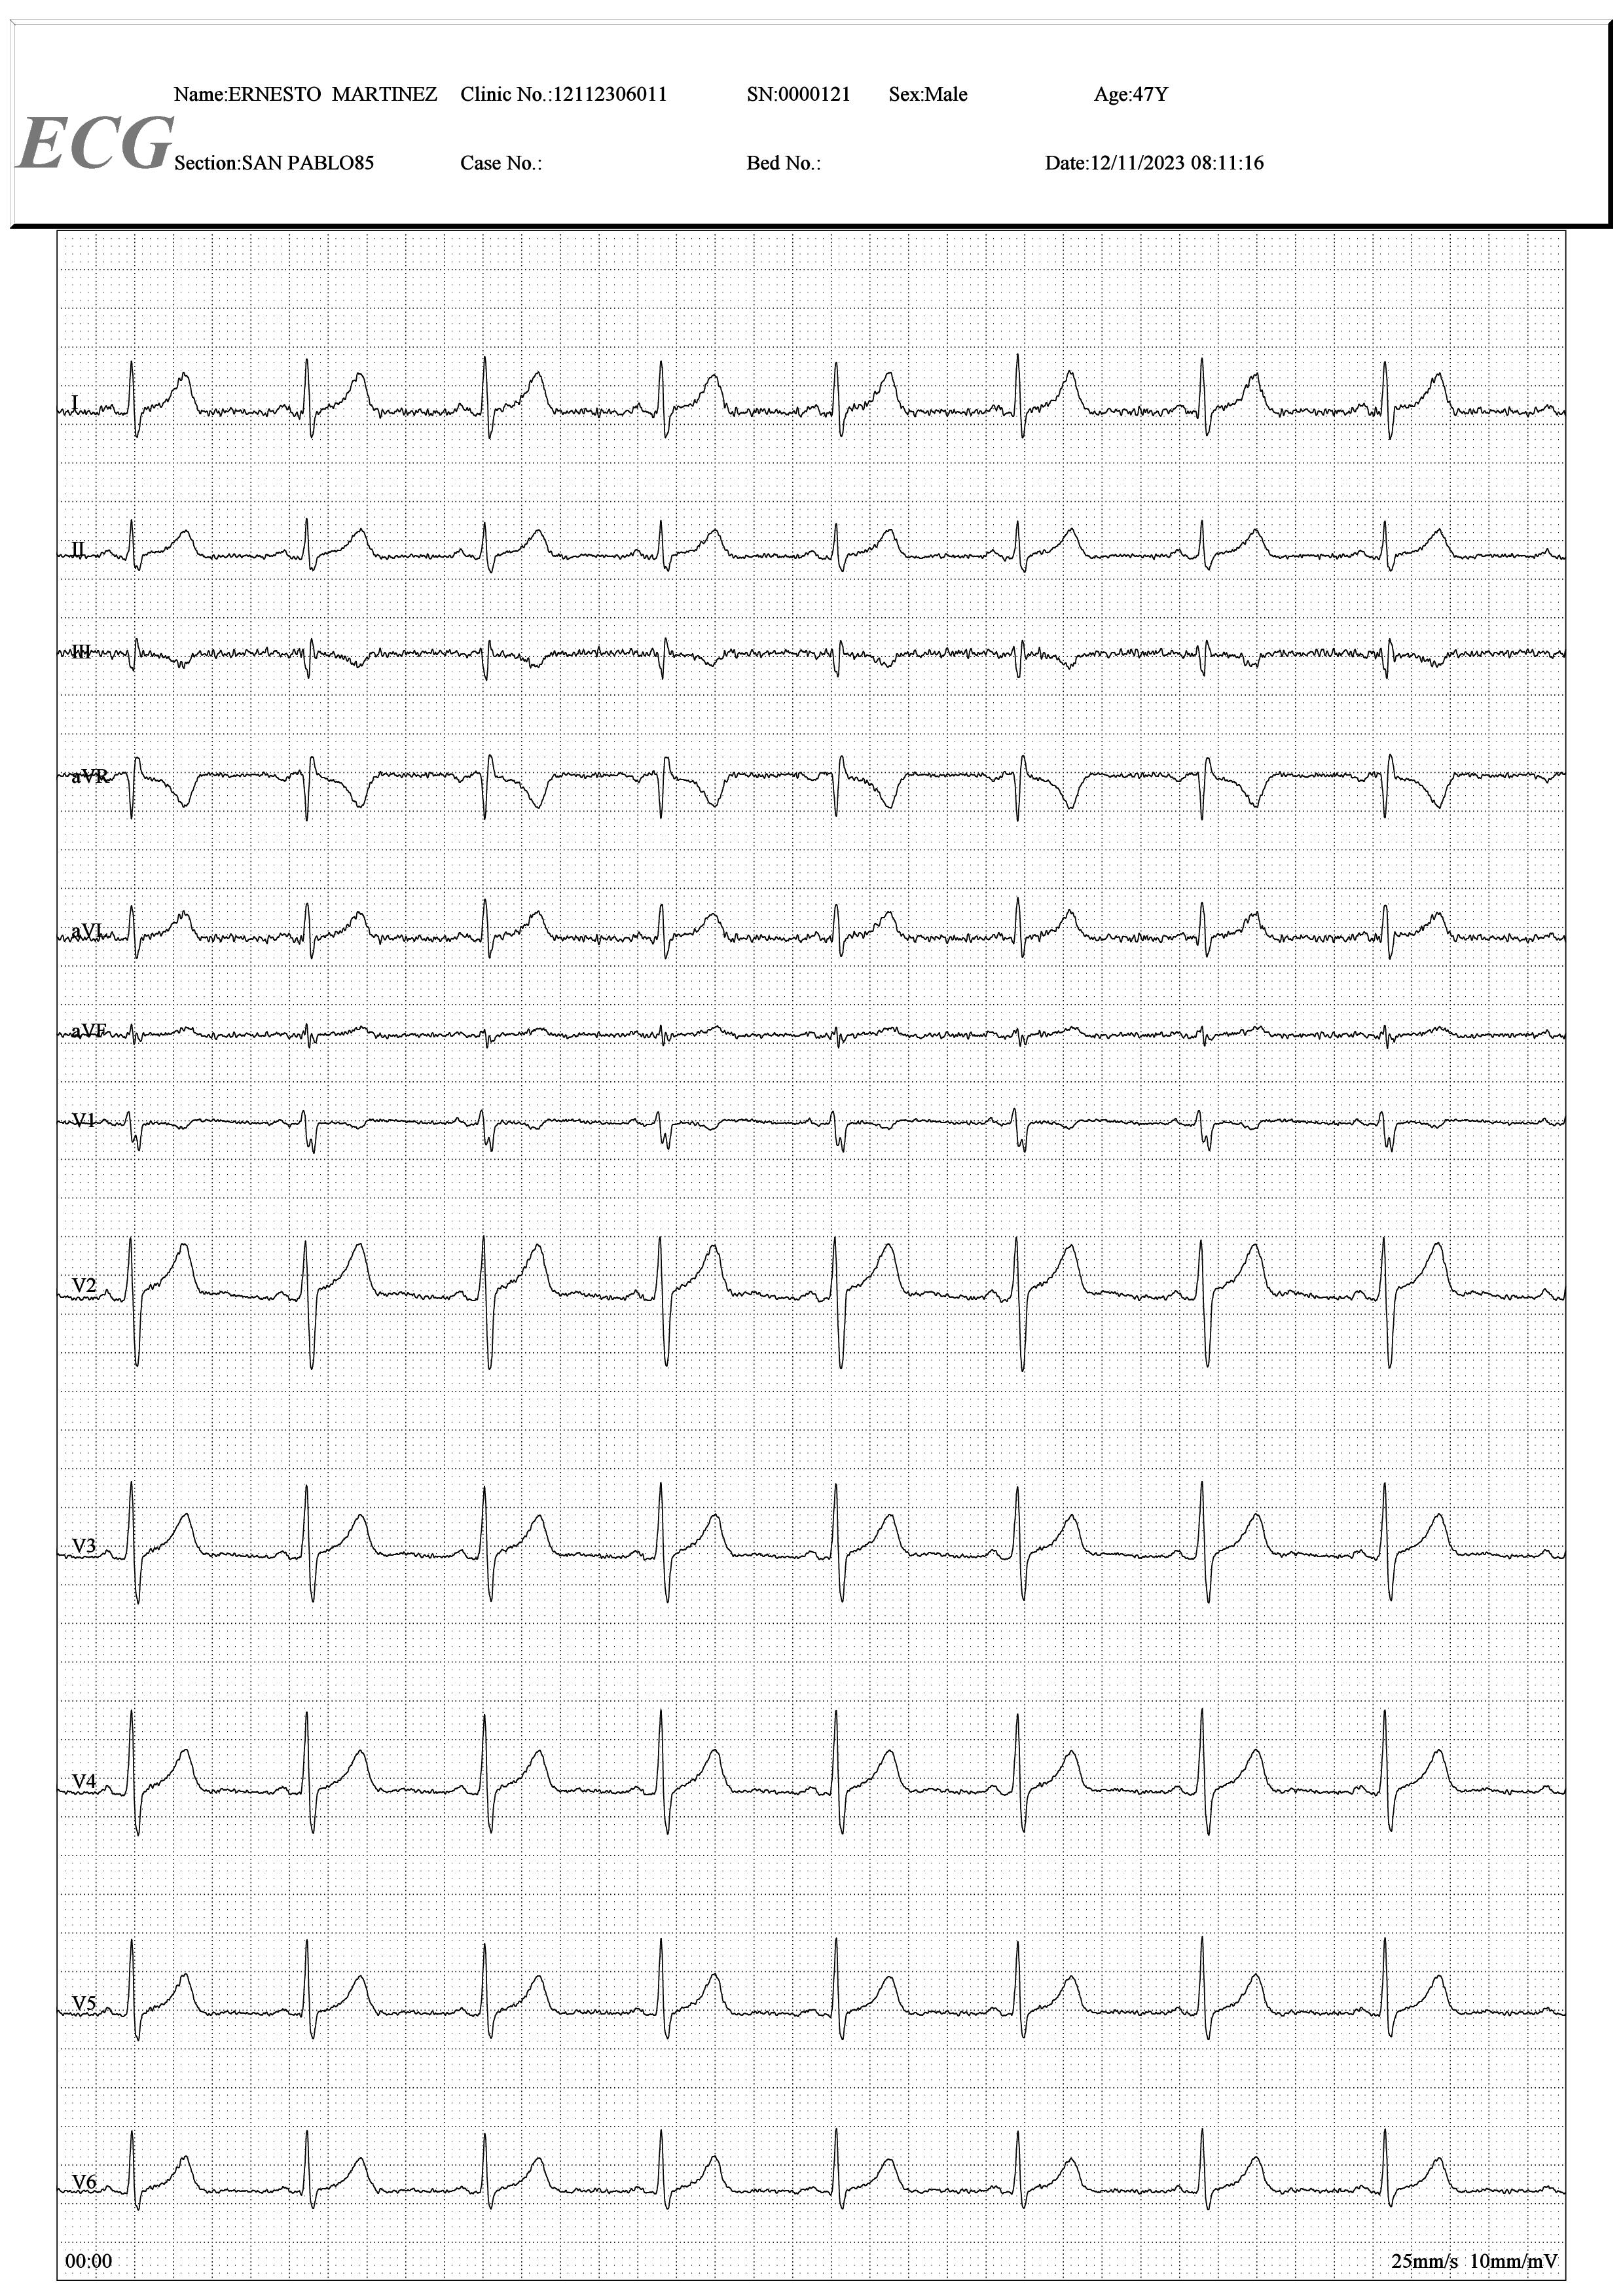 Name:ERNESTO  MARTINEZ Clinic No.:12112306011 SN:0000121 Sex:Male Age:47Y
ECG
Section:SAN PABLO85 Case No.: Bed No.: Date:12/11/2023 08:11:16
I
II
III
aVR
aVL
aVF
V1
V2
V3
V4
V5
V6
00:00 25mm/s 10mm/mV